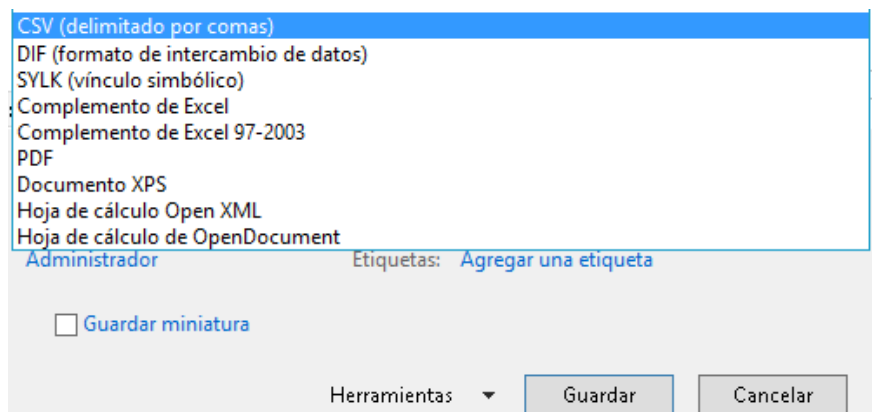 CSV (delimitado por comas)
DIF (formato de intercambio de datos)
SYLK (vínculo simbólico)
Complemento de Excel
Complemento de Excel 97-2003
PDF
Documento XPS
Hoja de cálculo Open XML
Hoja de cálculo de OpenDocument
Administrador Etiquetas: Agregar una etiqueta
Guardar miniatura
Herramientas Guardar Cancelar